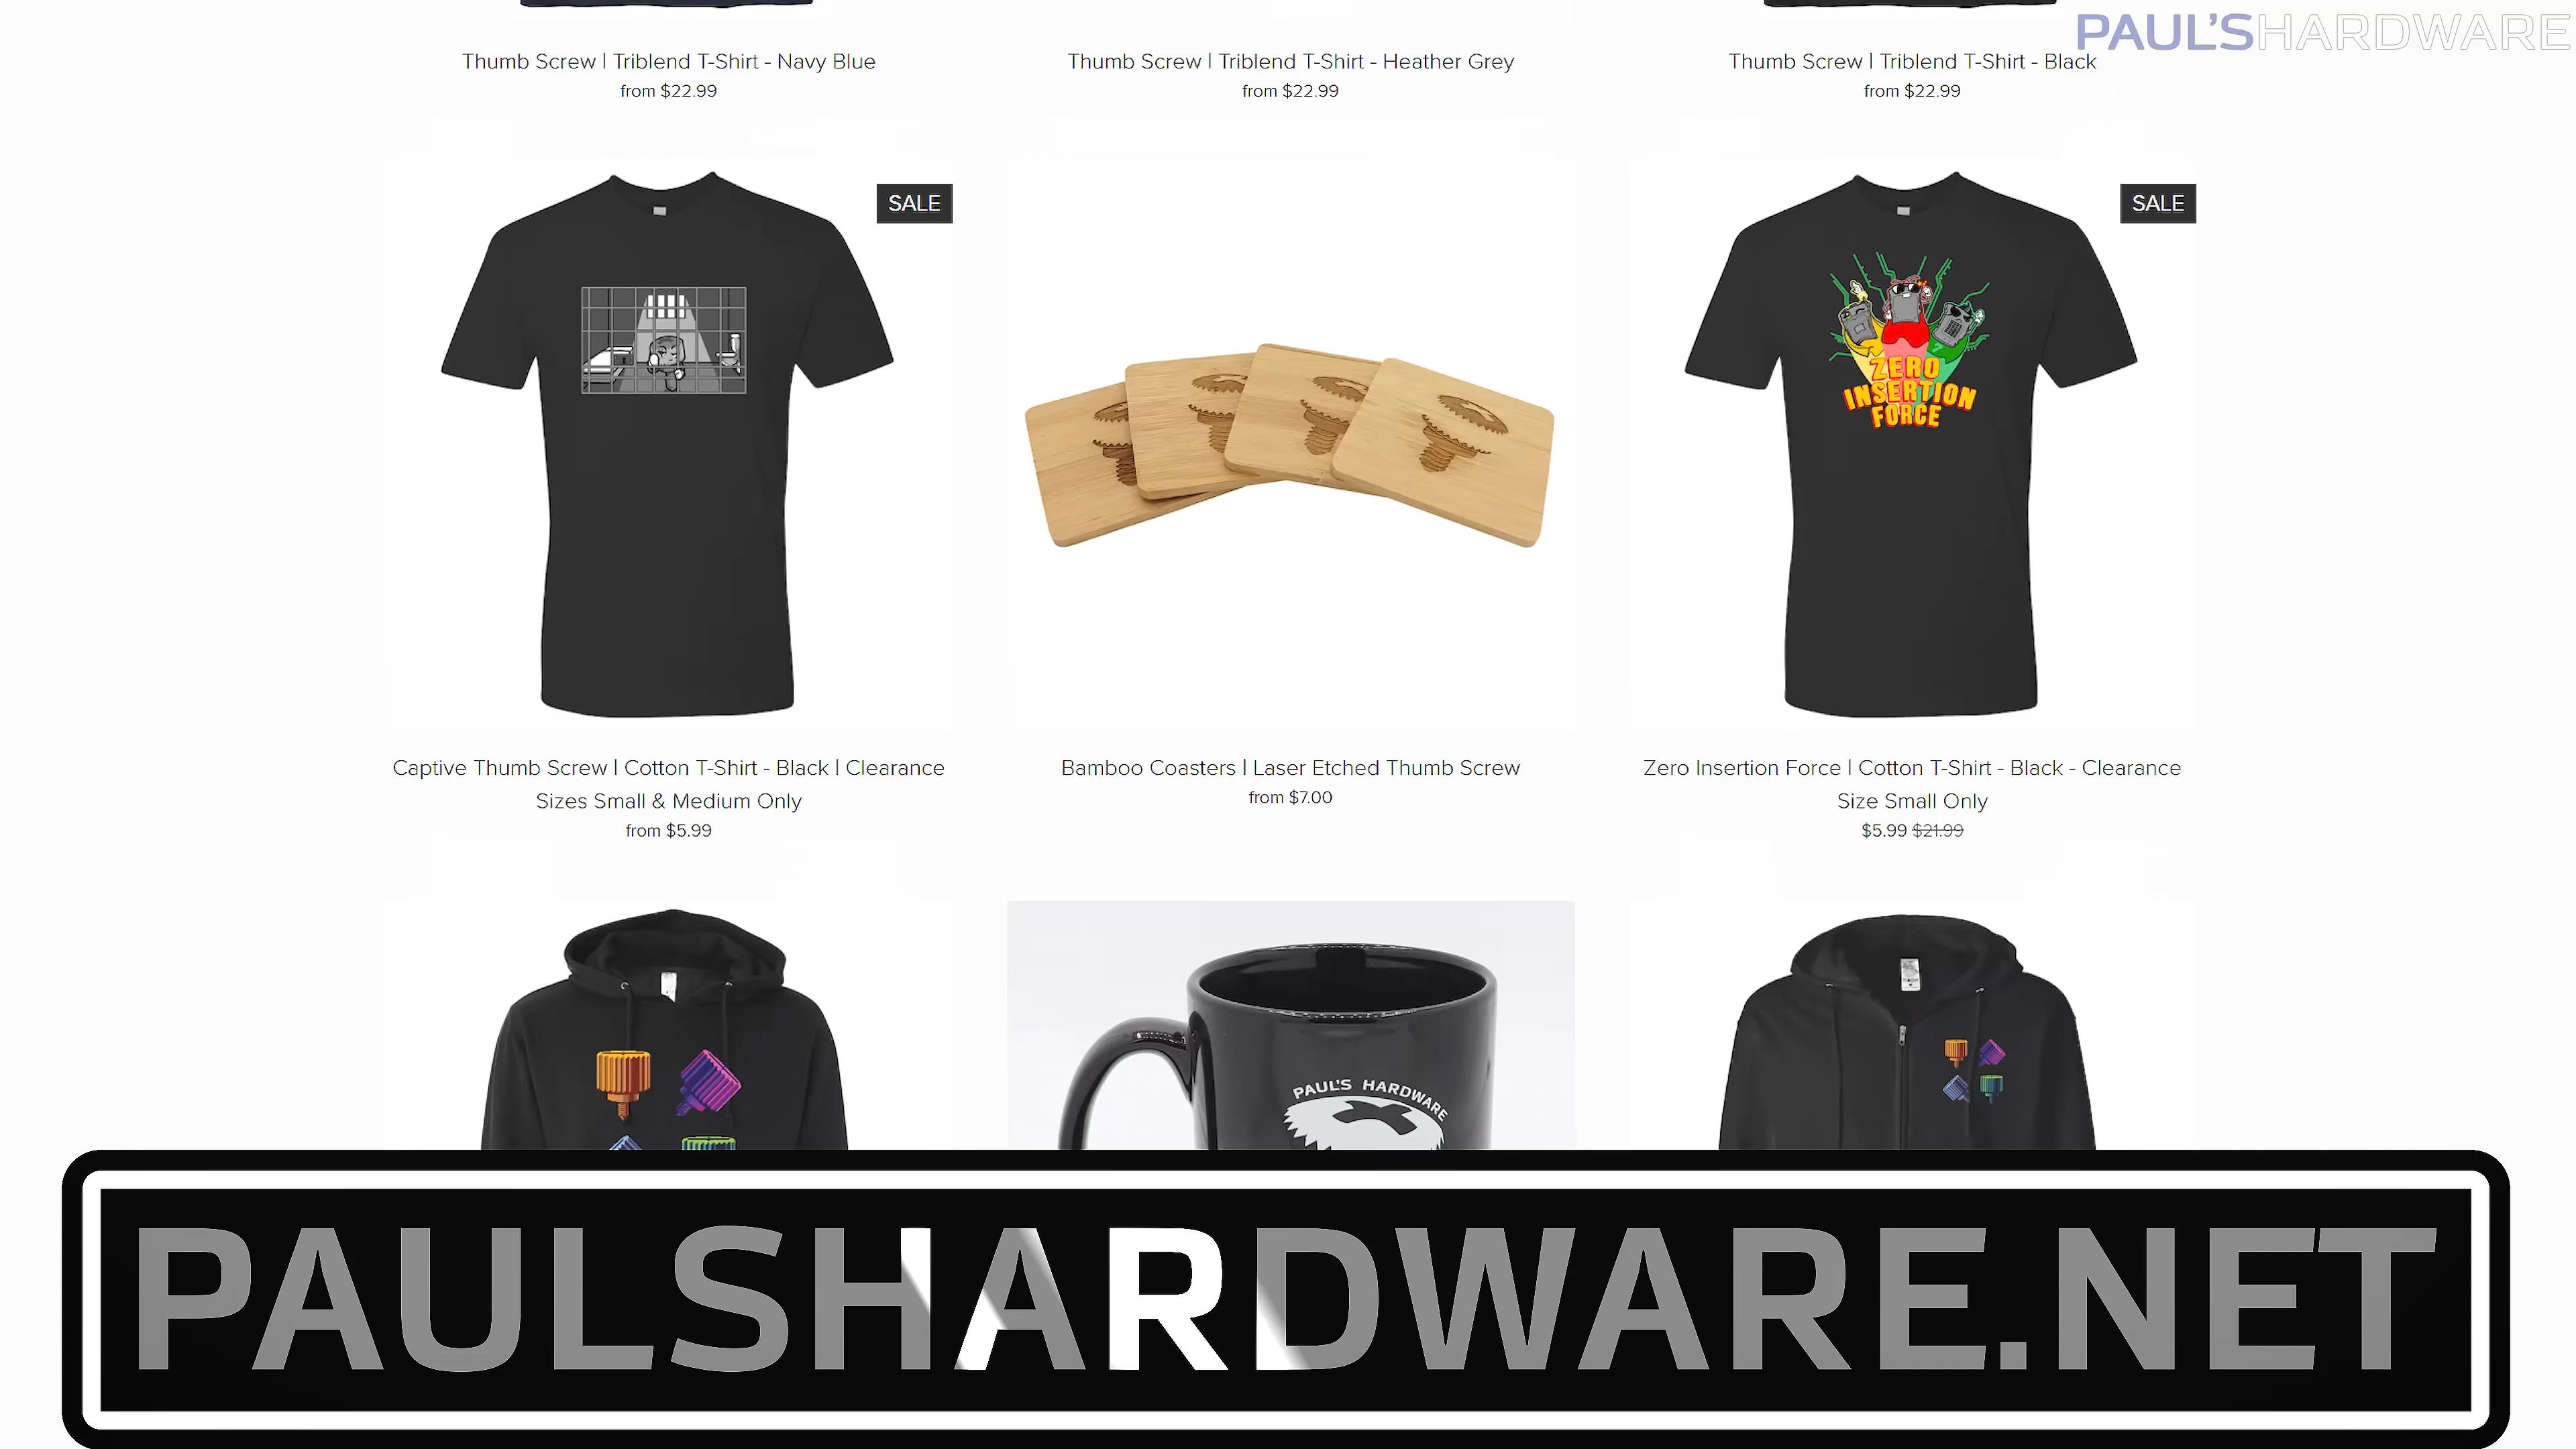 PAUL'SHARDWARE
Thumb Screw | Triblend T-Shirt - Navy Blue
from $22.99
Thumb Screw | Triblend T-Shirt - Heather Grey
from $22.99
Thumb Screw | Triblend T-Shirt - Black
from $22.99
SALE
SALE
ZERO
INSERTION
FORCE
Captive Thumb Screw | Cotton T-Shirt - Black | Clearance
Sizes Small & Medium Only
from $5.99
Bamboo Coasters | Laser Etched Thumb Screw
from $7.00
Zero Insertion Force | Cotton T-Shirt - Black - Clearance
Size Small Only
$5.99 $21.99
PAUL'S HARDWARE
PAULSHARDWARE.NET